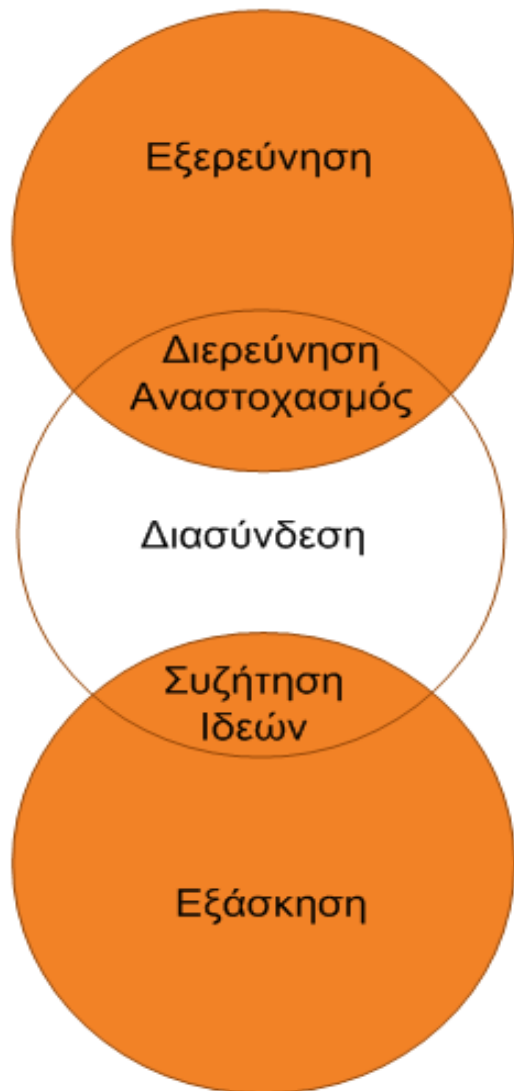 Εξερεύνηση
Διερεύνηση
Αναστοχασμός
Διασύνδεση
Συζήτηση
Ιδεών
Εξάσκηση